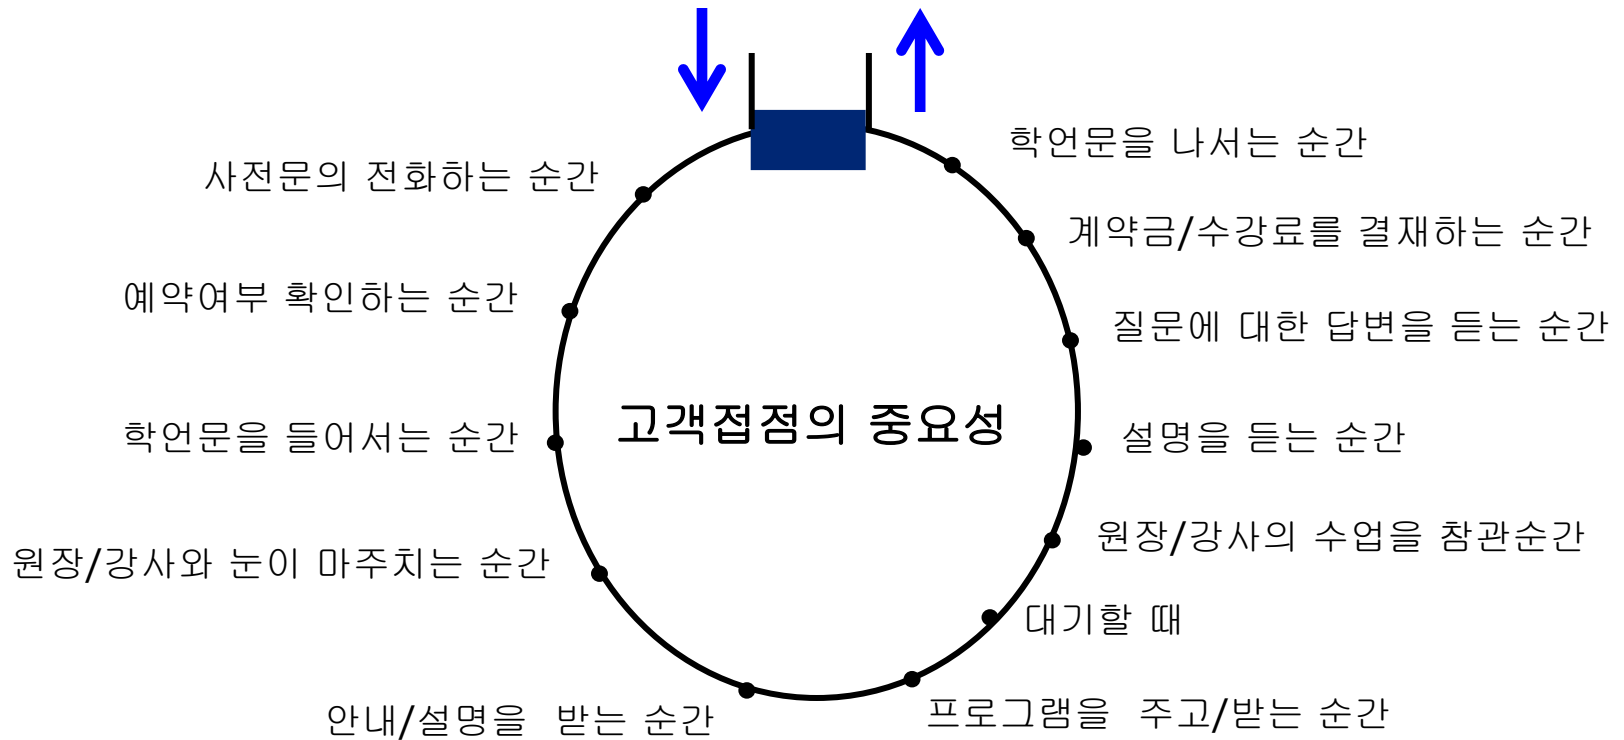 사전문의 전화하는 순간
예약여부 확인하는 순간
학언문을 들어서는 순간
원장/강사와 눈이 마주치는 순간
안내/설명을 받는 순간
프로그램을 주고/받는 순간
대기할 때
원장/강사의 수업을 참관순간
설명을 듣는 순간
질문에 대한 답변을 듣는 순간
계약금/수강료를 결재하는 순간
학언문을 나서는 순간
고객접점의 중요성